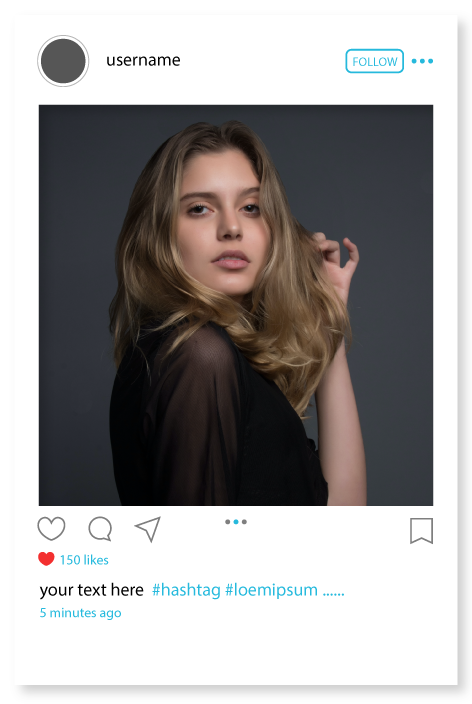 username
FOLLOW
150 likes
your text here #hashtag #loemipsum ......
5 minutes ago